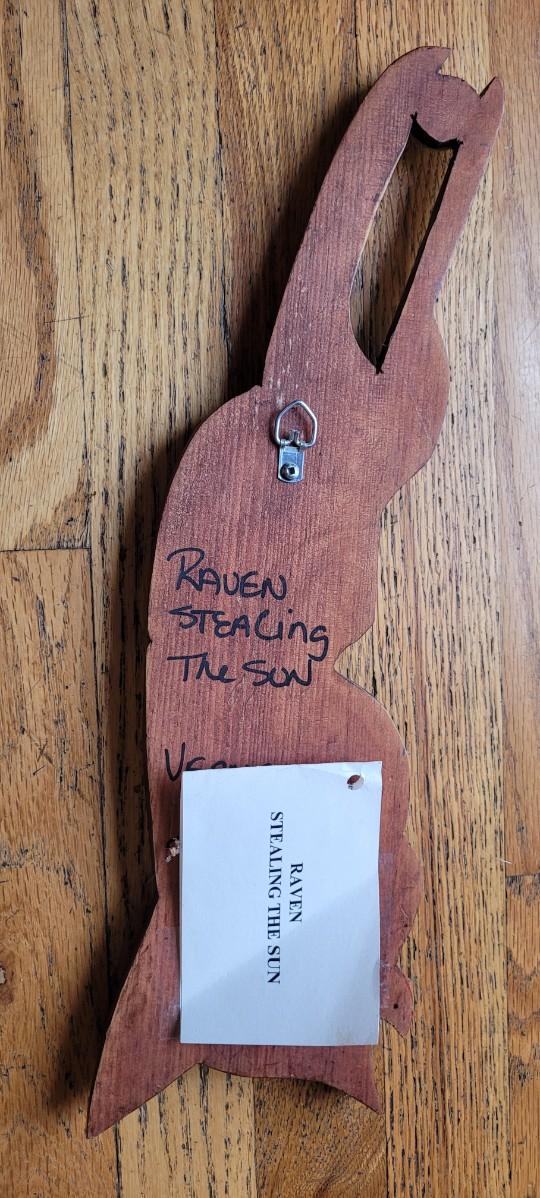 RAVEN
STEALing
The SUN
RAVEN
STEALING THE SUN